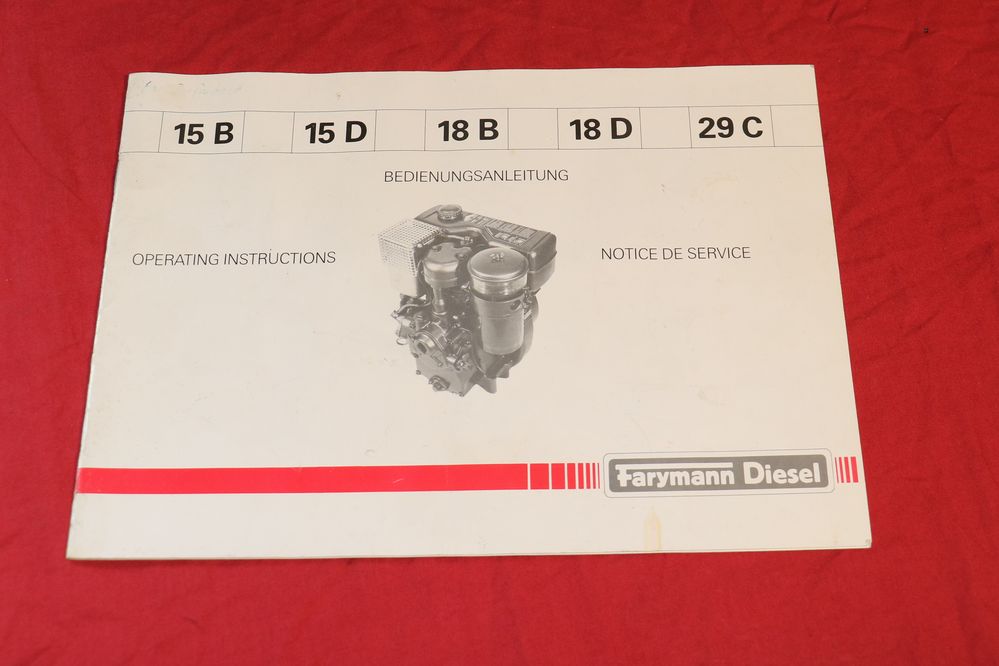 15 B 15 D 18 B 18 D 29 C
BEDIENUNGSANLEITUNG
OPERATING INSTRUCTIONS
NOTICE DE SERVICE
Farymann Diesel